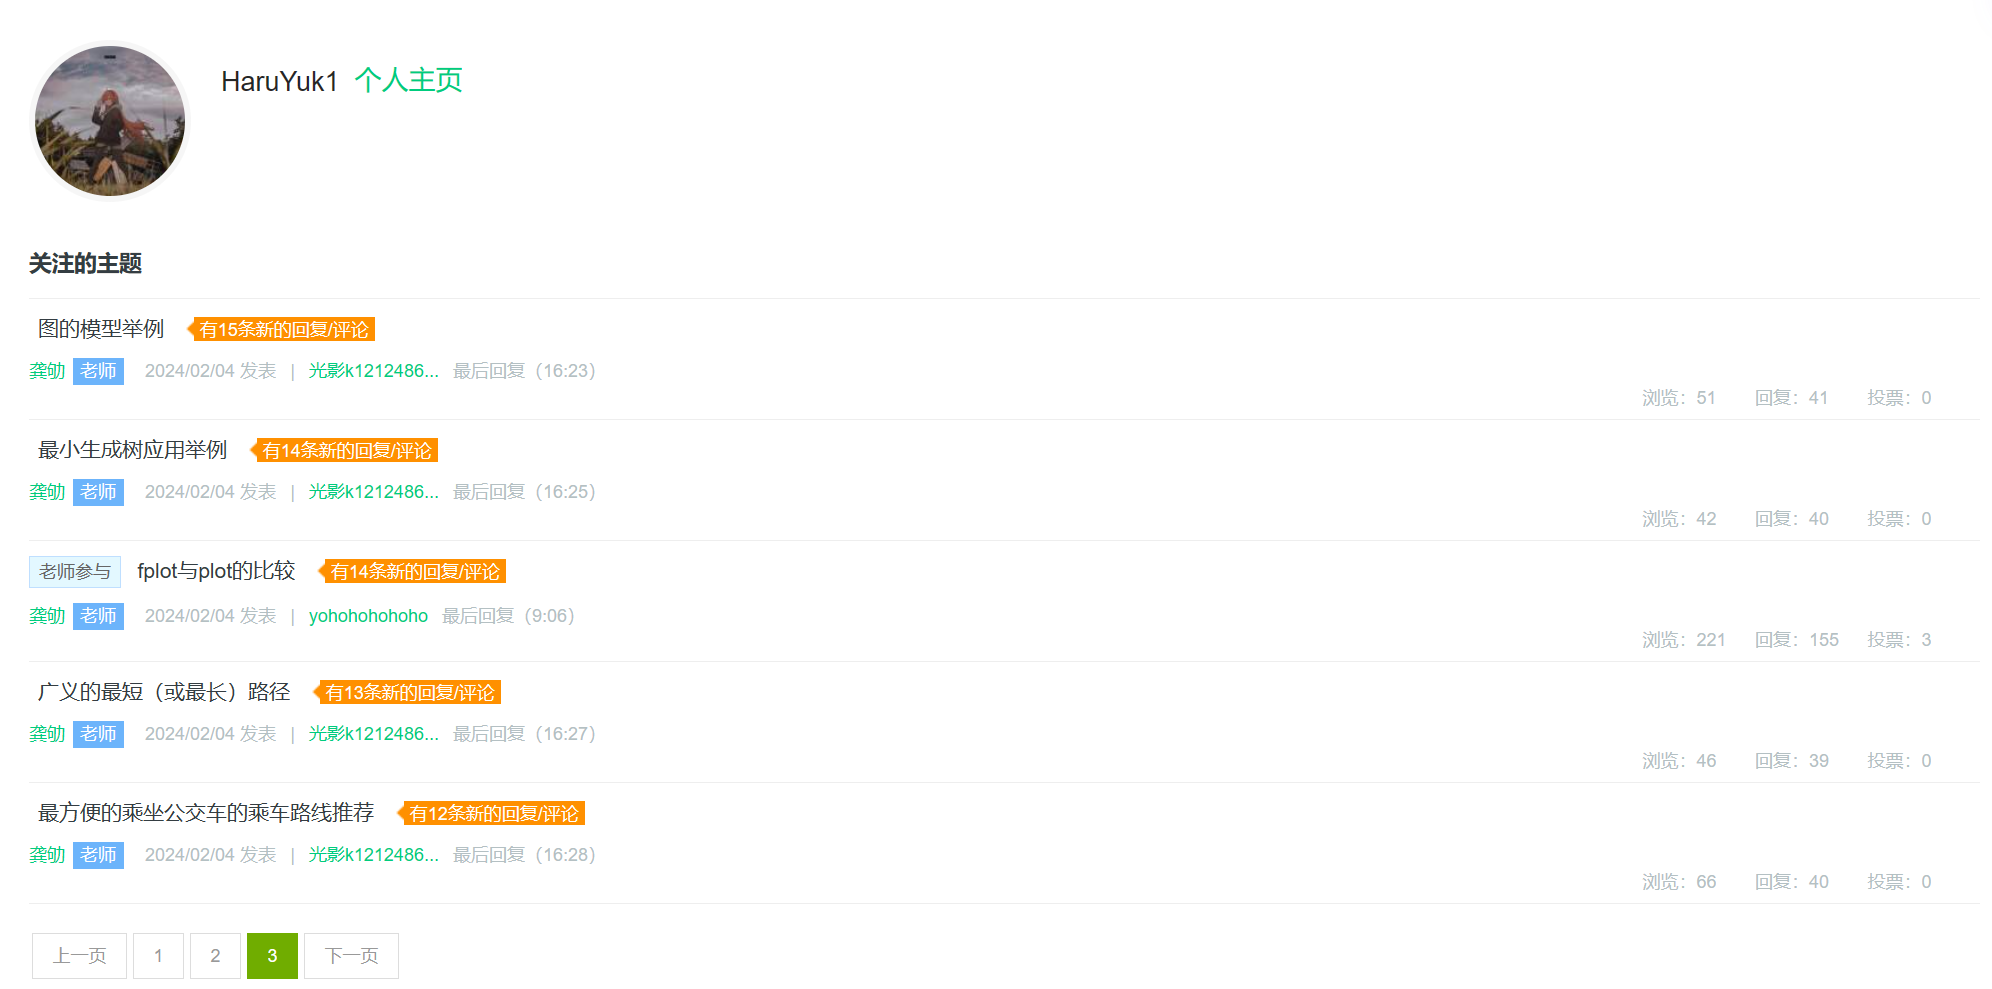 HaruYuk1 个人主页
关注的主题
图的模型举例 有15条新的回复/评论
龚劬 老师 2024/02/04 发表 | 光影k1212486... 最后回复（16:23）
浏览：51 回复：41 投票：0
最小生成树应用举例 有14条新的回复/评论
龚劬 老师 2024/02/04 发表 | 光影k1212486... 最后回复（16:25）
浏览：42 回复：40 投票：0
老师参与 fplot与plot的比较 有14条新的回复/评论
龚劬 老师 2024/02/04 发表 | yohohohohoho 最后回复（9:06）
浏览：221 回复：155 投票：3
广义的最短（或最长）路径 有13条新的回复/评论
龚劬 老师 2024/02/04 发表 | 光影k1212486... 最后回复（16:27）
浏览：46 回复：39 投票：0
最方便的乘坐公交车的乘车路线推荐 有12条新的回复/评论
龚劬 老师 2024/02/04 发表 | 光影k1212486... 最后回复（16:28）
浏览：66 回复：40 投票：0
上一页 1 2 3 下一页